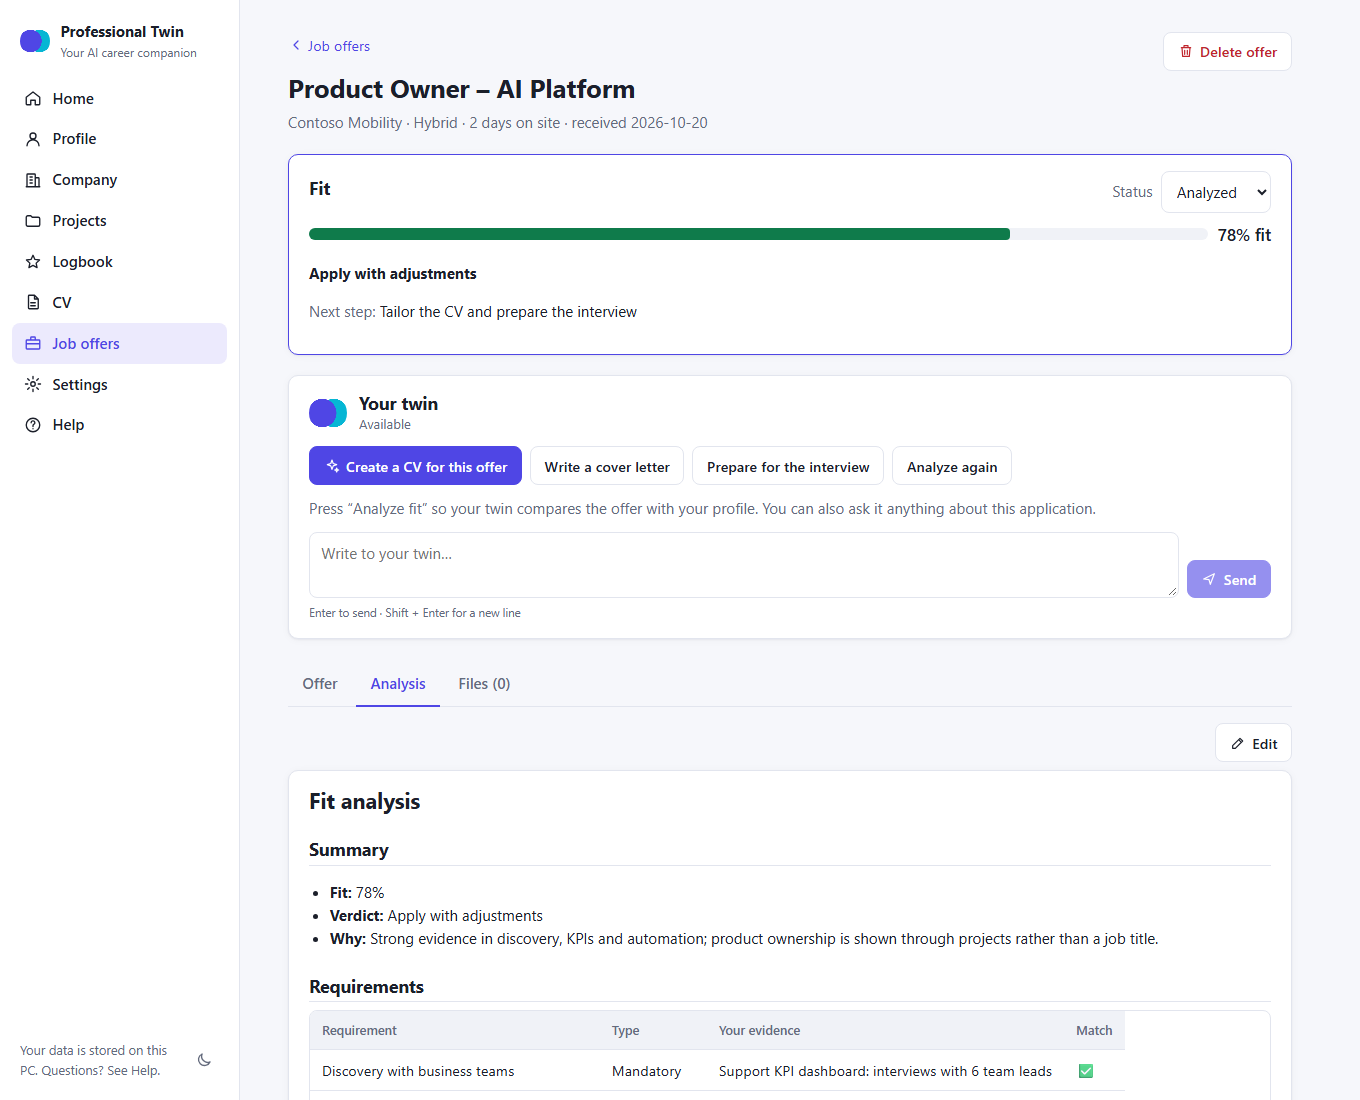 Professional Twin
Your AI career companion
Home
Profile
Company
Projects
Logbook
CV
Job offers
Settings
Help
Your data is stored on this
PC. Questions? See Help.
Job offers
Delete offer
Product Owner – AI Platform
Contoso Mobility · Hybrid · 2 days on site · received 2026-10-20
Fit
Status
Analyzed
78% fit
Apply with adjustments
Next step: Tailor the CV and prepare the interview
Your twin
Available
Create a CV for this offer
Write a cover letter
Prepare for the interview
Analyze again
Press “Analyze fit” so your twin compares the offer with your profile. You can also ask it anything about this application.
Write to your twin...
Send
Enter to send · Shift + Enter for a new line
Offer
Analysis
Files (0)
Edit
Fit analysis
Summary
• Fit: 78%
• Verdict: Apply with adjustments
• Why: Strong evidence in discovery, KPIs and automation; product ownership is shown through projects rather than a job title.
Requirements
Requirement Type Your evidence Match
Discovery with business teams Mandatory Support KPI dashboard: interviews with 6 team leads ✅